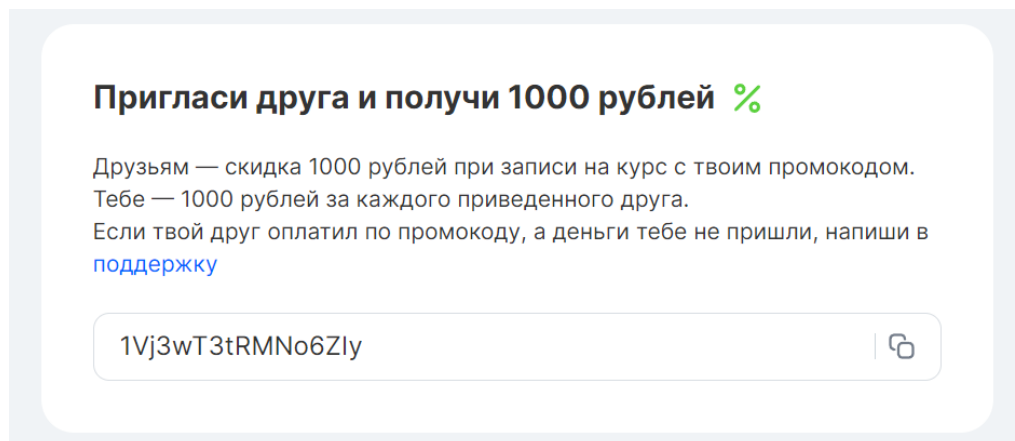 Пригласи друга и получи 1000 рублей
Друзьям — скидка 1000 рублей при записи на курс с твоим промокодом.
Тебе — 1000 рублей за каждого приведенного друга.
Если твой друг оплатил по промокоду, а деньги тебе не пришли, напиши в
поддержку
1Vj3wT3tRMNo6ZIy